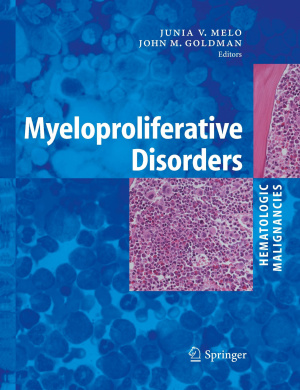 JUNIA V. MELO
JOHN M. GOLDMAN
Editors
Myeloproliferative
Disorders
HEMATOLOGIC
MALIGNANCIES
Springer